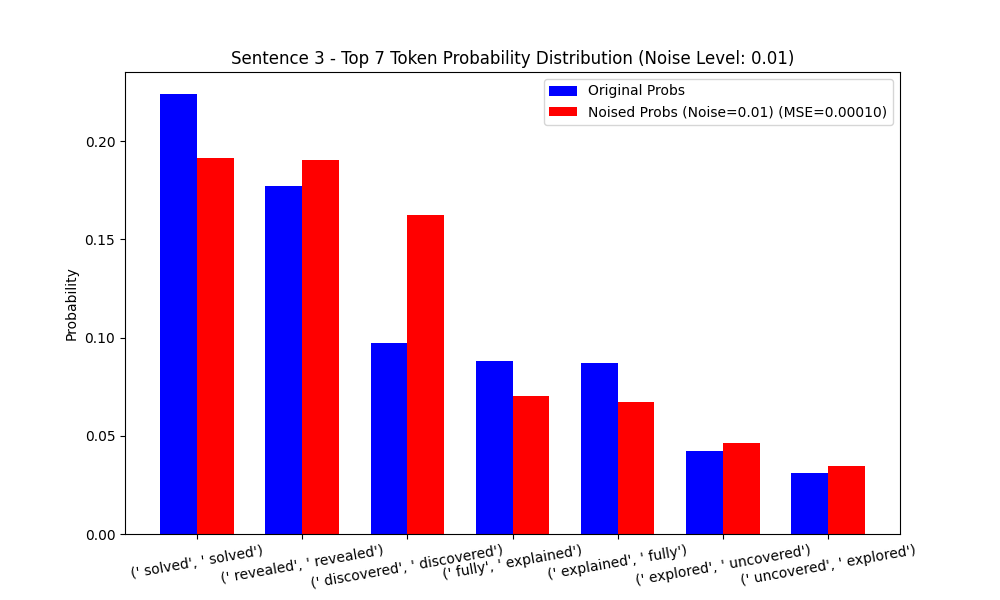 Sentence 3 - Top 7 Token Probability Distribution (Noise Level: 0.01)
Original Probs
Noised Probs (Noise=0.01) (MSE=0.00010)
Probability
0.20
0.15
0.10
0.05
0.00
(' solved', ' solved')
(' revealed', ' revealed')
(' discovered', ' discovered')
(' fully', ' explained')
(' explained', ' fully')
(' explored', ' uncovered')
(' uncovered', ' explored')